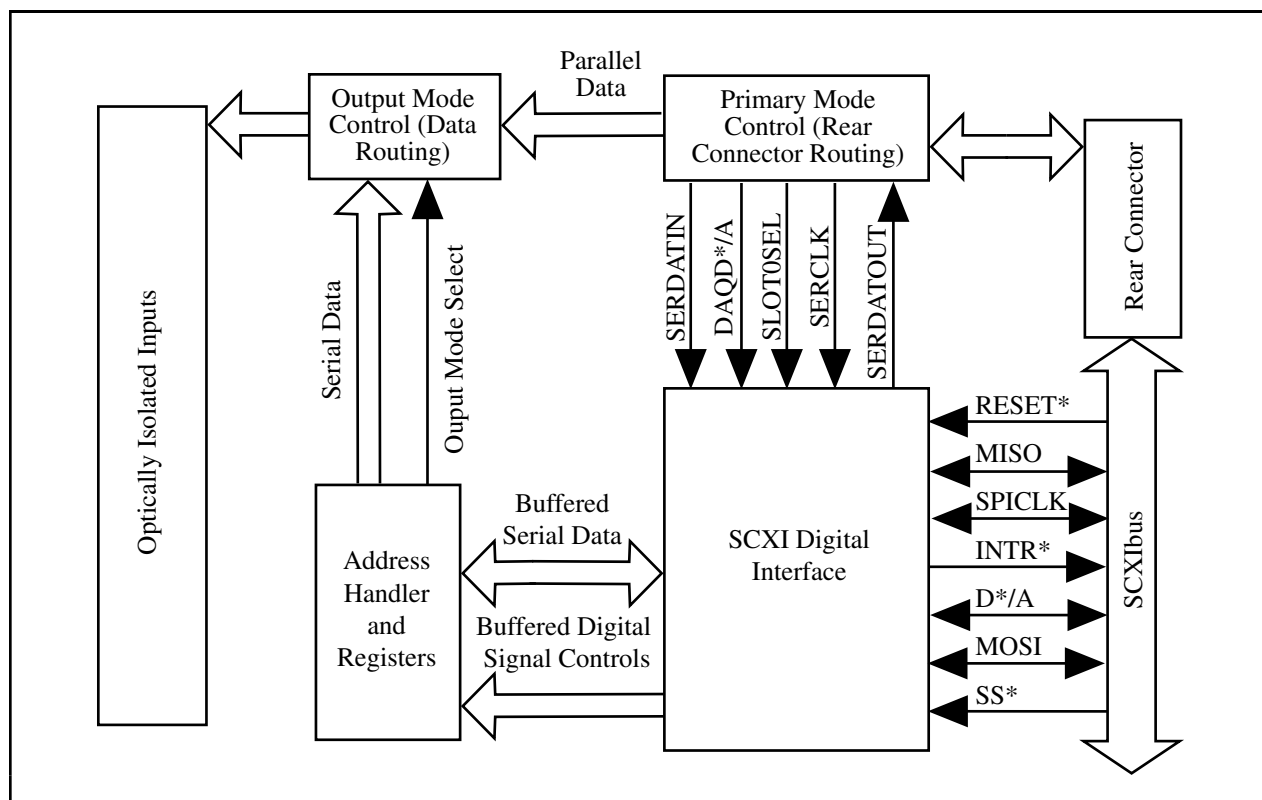 Parallel
Data
Output Mode
Control (Data
Routing)
Primary Mode
Control (Rear
Connector Routing)
Rear Connector
Optically Isolated Inputs
Serial Data
Ouput Mode Select
SERDATIN
DAQD*/A
SLOT0SEL
SERCLK
SERDATOUT
RESET*
MISO
SPICLK
INTR*
D*/A
MOSI
SS*
SCXIbus
Buffered
Serial Data
SCXI Digital
Interface
Address
Handler
and
Registers
Buffered Digital
Signal Controls